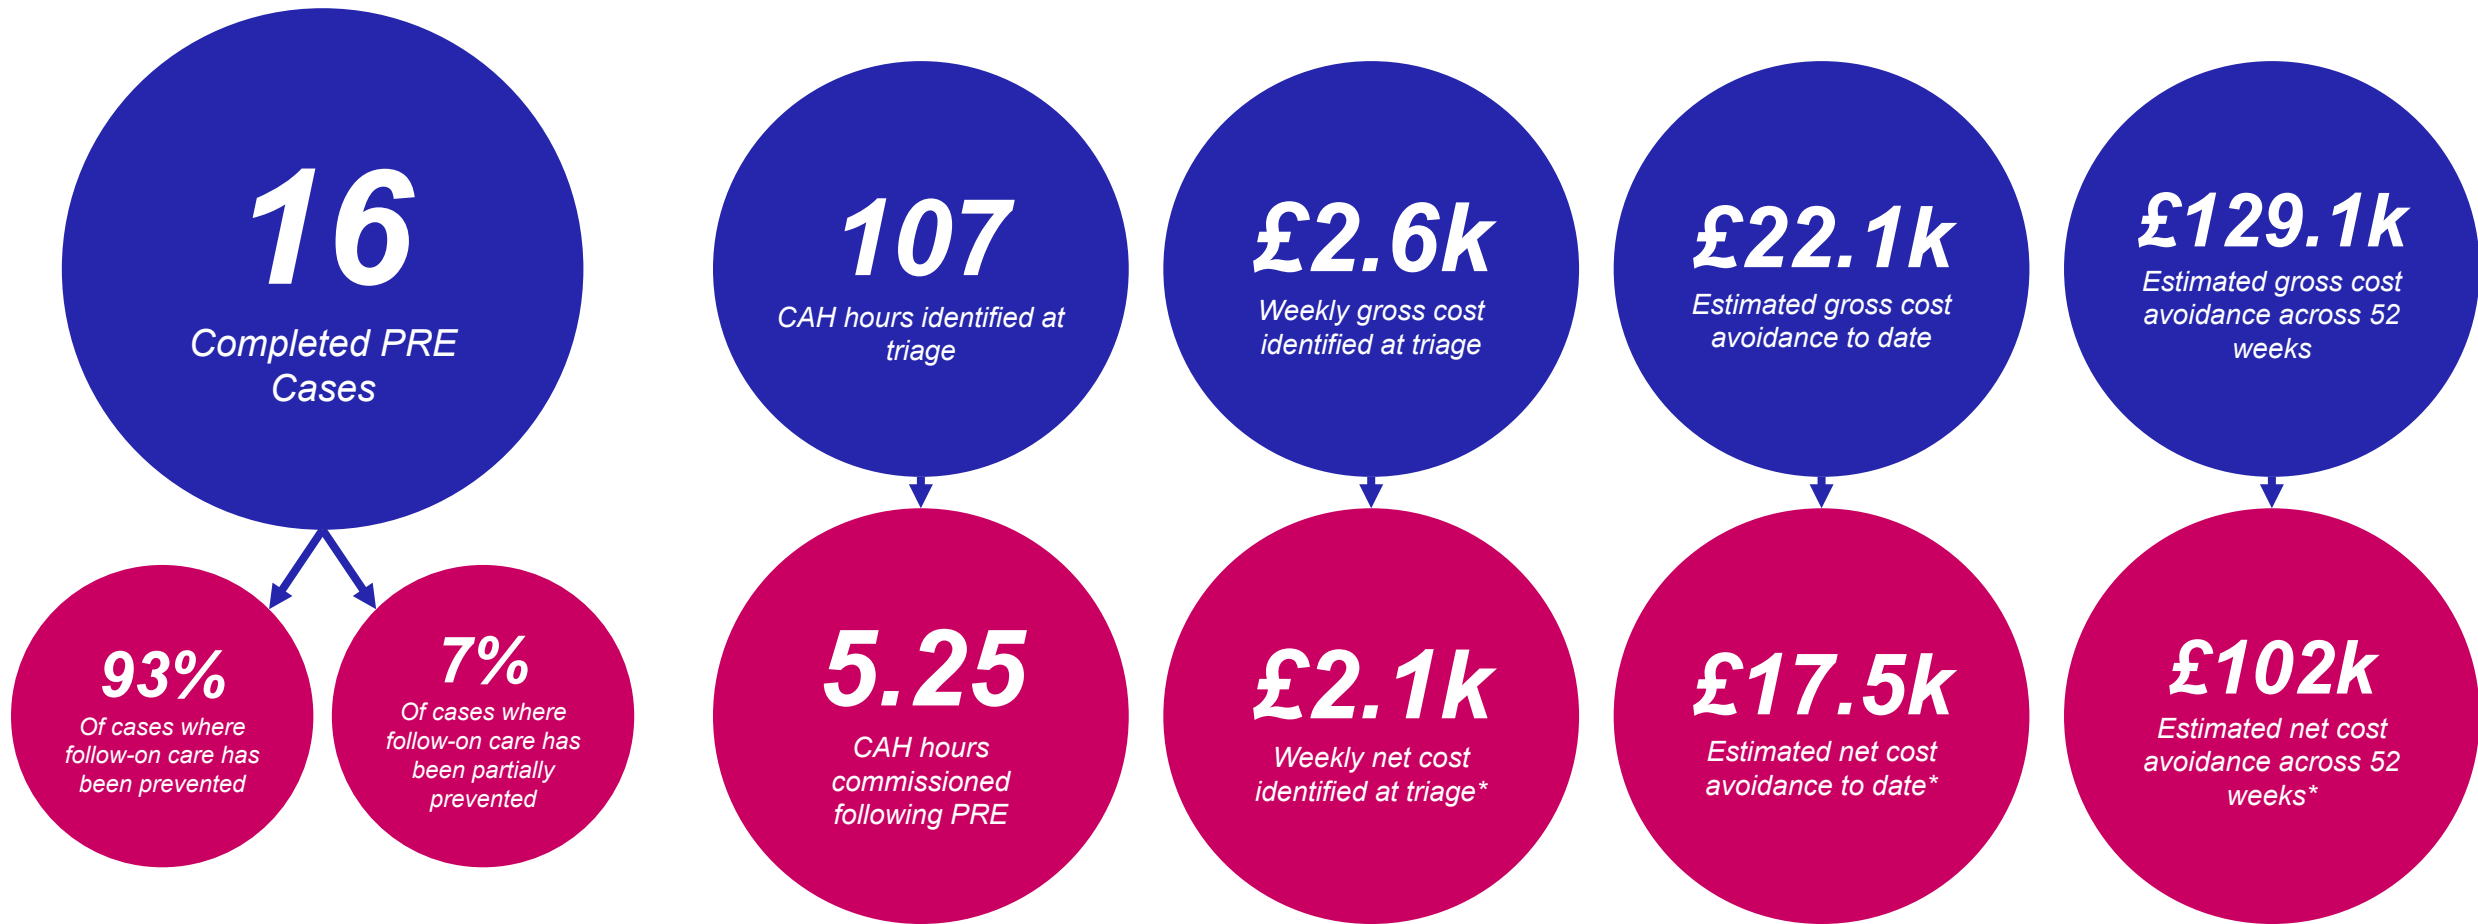 16
Completed PRE
Cases
93%
Of cases where
follow-on care has
been prevented
7%
Of cases where
follow-on care has
been partially
prevented
107
CAH hours identified at
triage
5.25
CAH hours
commissioned
following PRE
£2.6k
Weekly gross cost
identified at triage
£2.1k
Weekly net cost
identified at triage*
£22.1k
Estimated gross cost
avoidance to date
£17.5k
Estimated net cost
avoidance to date*
£129.1k
Estimated gross cost
avoidance across 52
weeks
£102k
Estimated net cost
avoidance across 52
weeks*